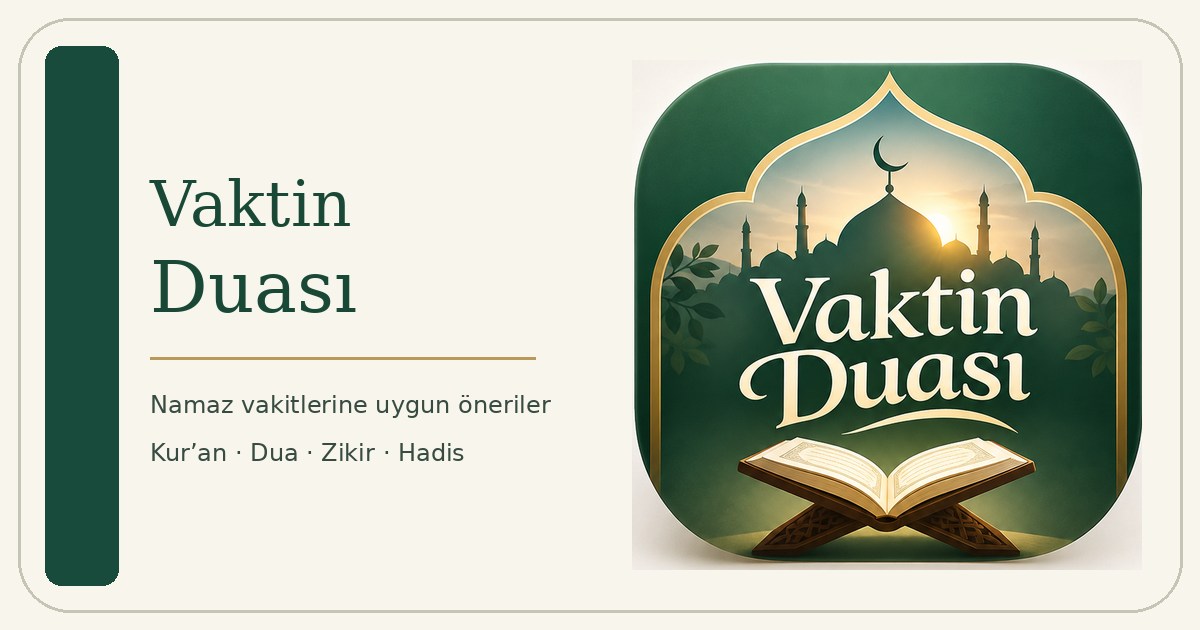 Vaktin
Duası
Namaz vakitlerine uygun öneriler
Kur’an · Dua · Zikir · Hadis
Vaktin
Duası